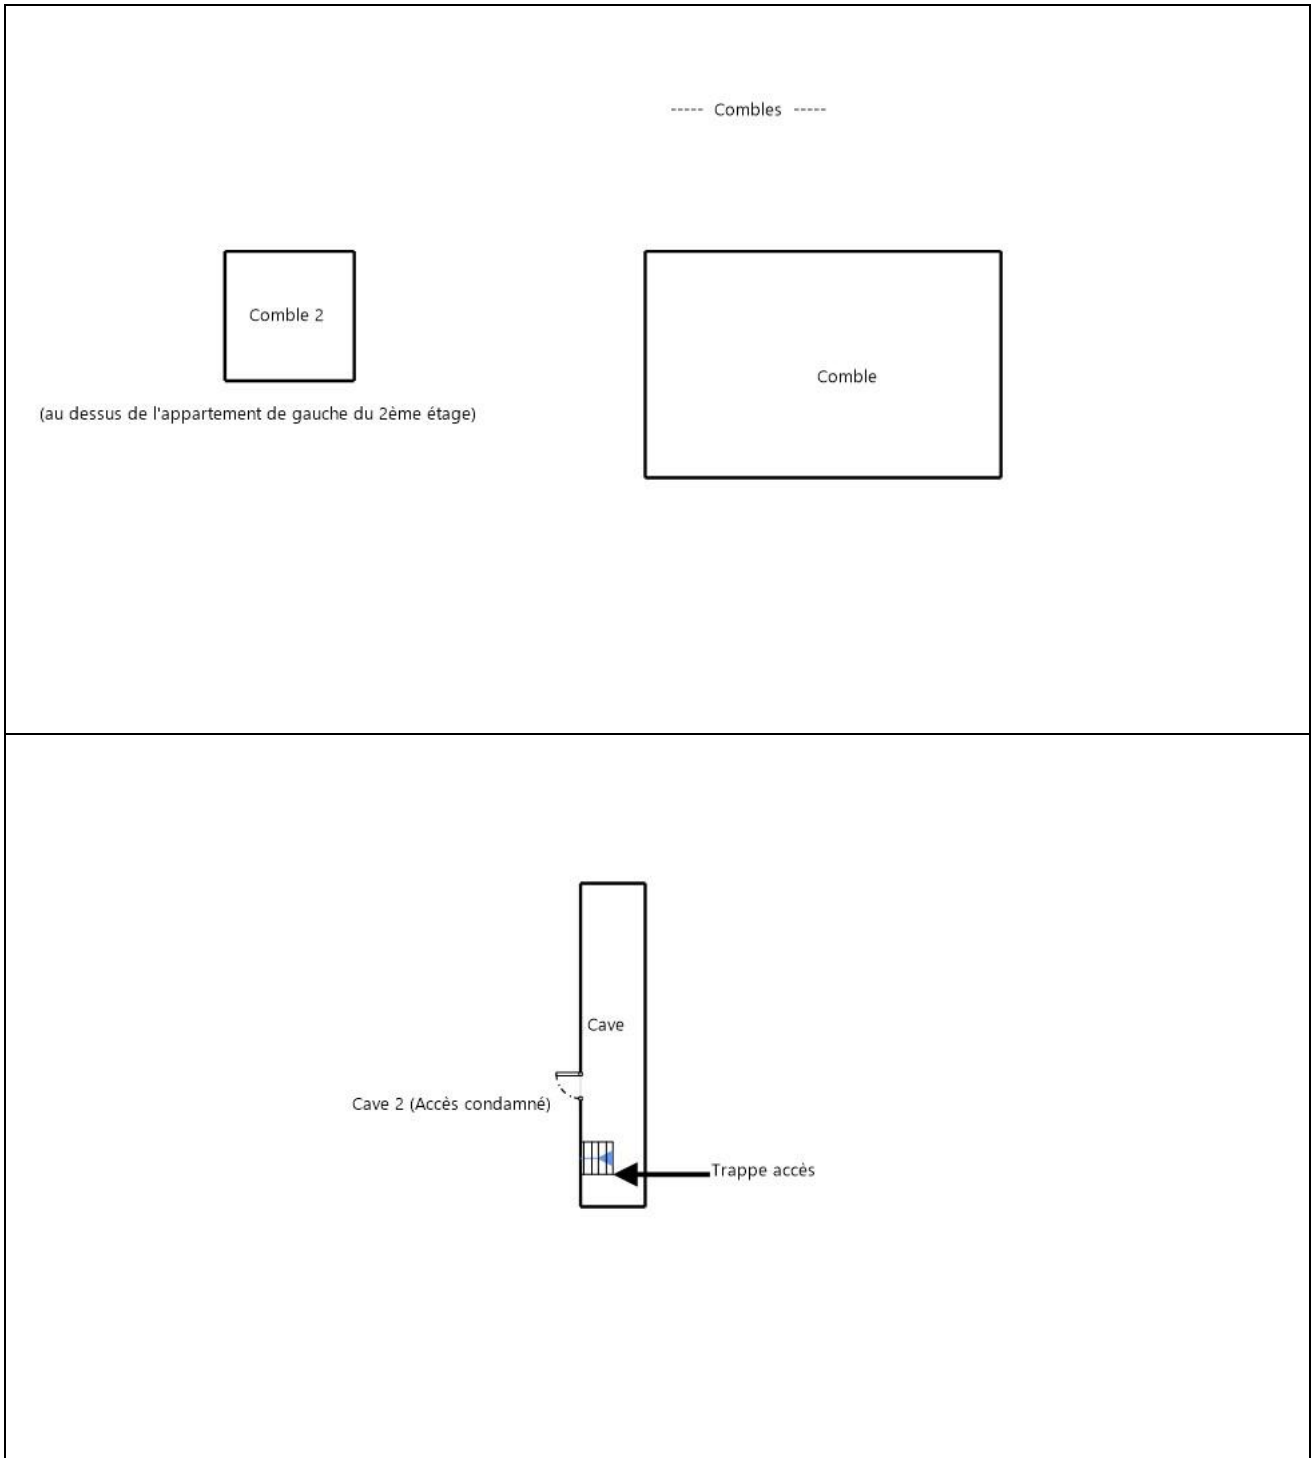 ----- Combles -----
Comble 2
Comble
(au dessus de l'appartement de gauche du 2ème étage)
Cave
Cave 2 (Accès condamné)
Trappe accès